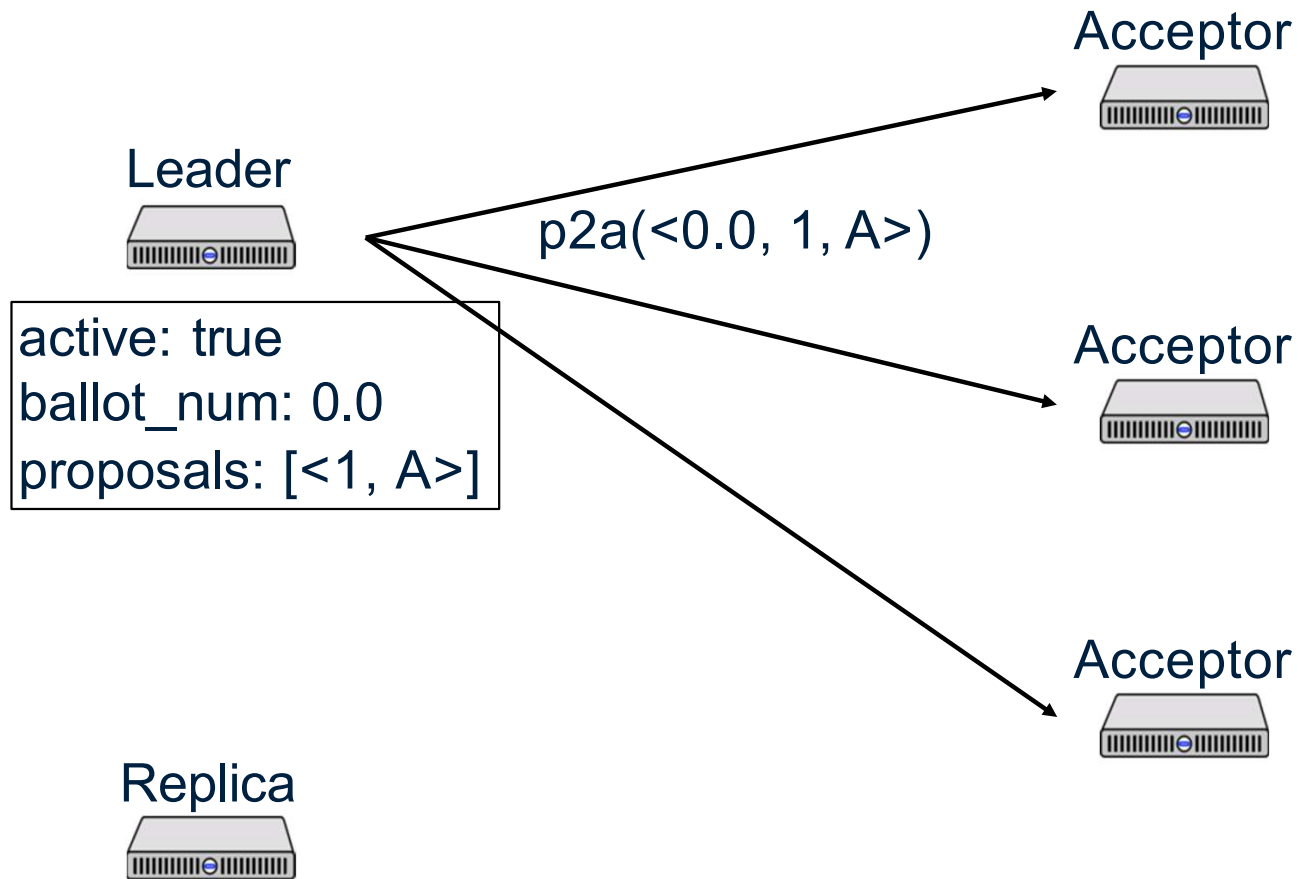 Acceptor
Leader
p2a(<0.0, 1, A>)
active: true
ballot_num: 0.0
proposals: [<1, A>]
Acceptor
Acceptor
Replica